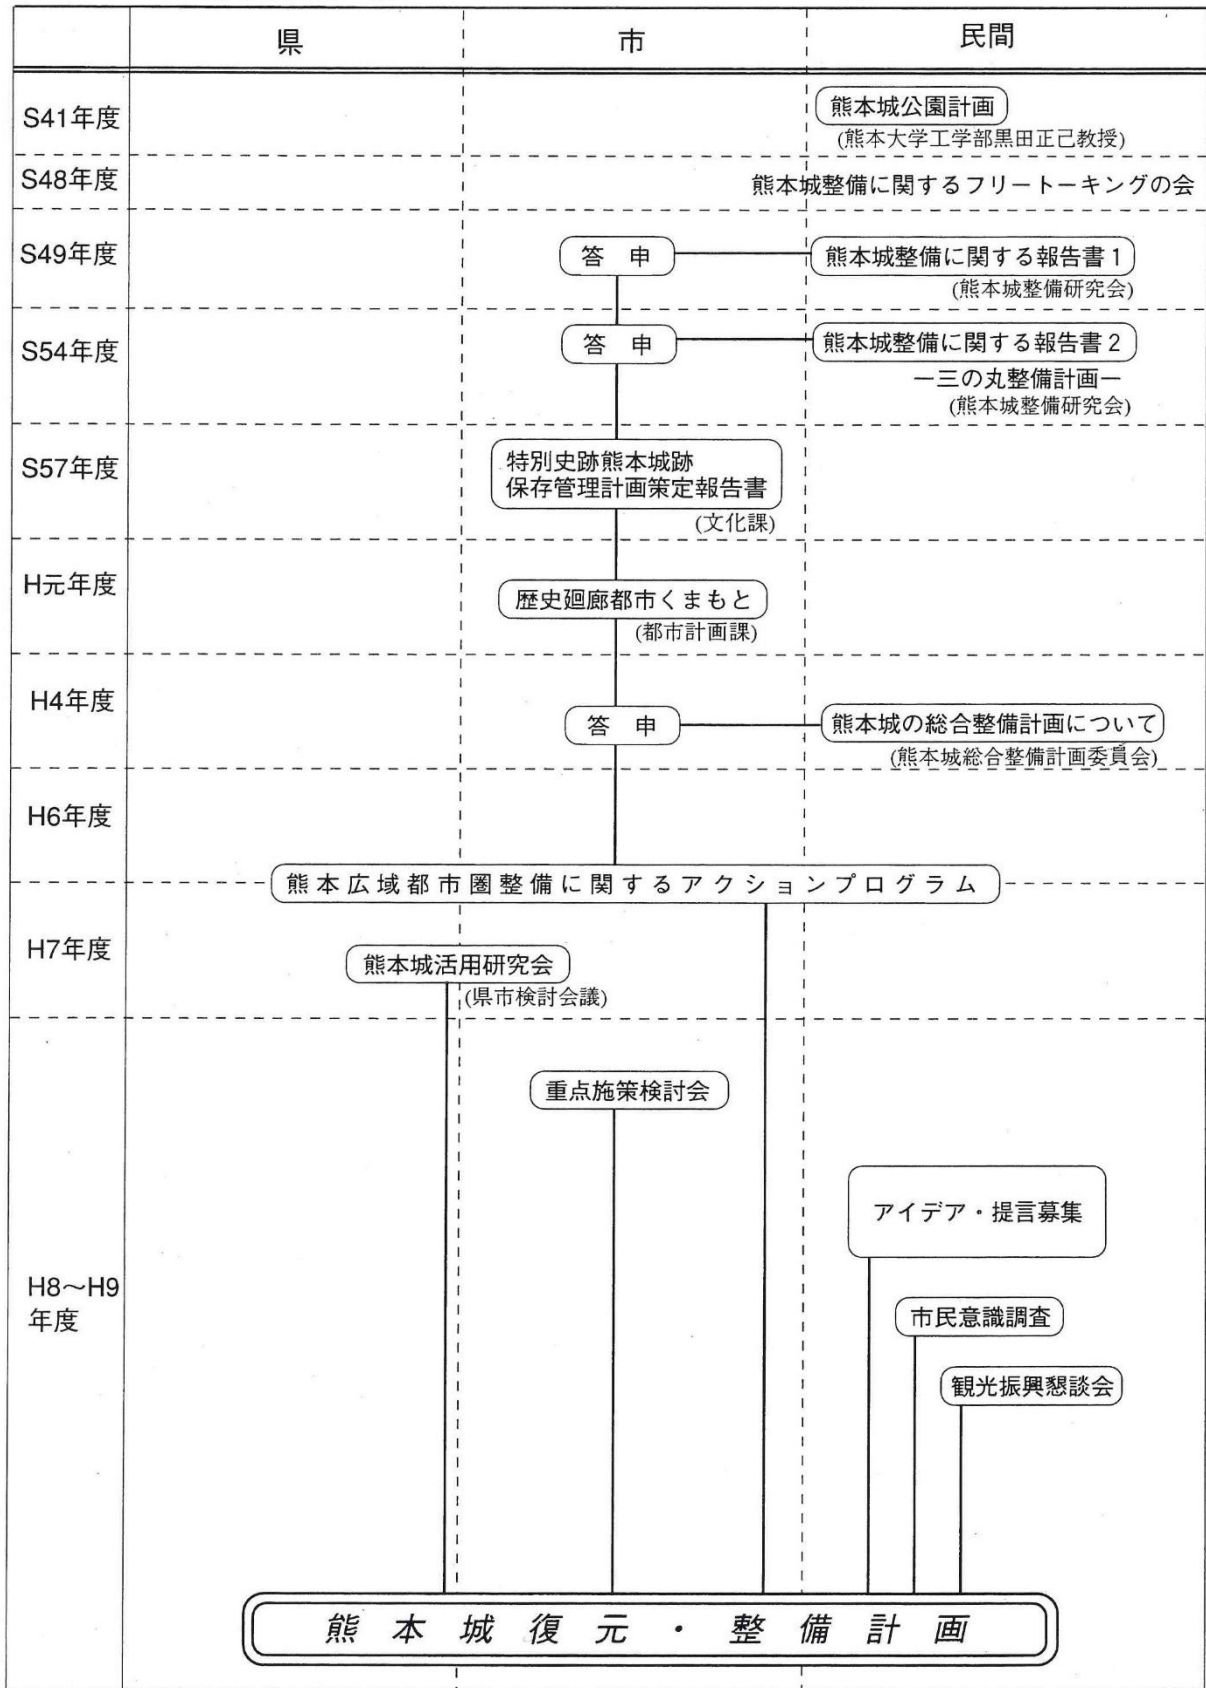 県
市
民間
S41年度
熊本城公園計画
(熊本大学工学部黒田正己教授)
S48年度
熊本城整備に関するフリートーキングの会
S49年度
答 申
熊本城整備に関する報告書1
(熊本城整備研究会)
S54年度
答 申
熊本城整備に関する報告書2
―三の丸整備計画―
(熊本城整備研究会)
S57年度
特別史跡熊本城跡
保存管理計画策定報告書
(文化課)
H元年度
歴史廻廊都市くまもと
(都市計画課)
H4年度
答 申
熊本城の総合整備計画について
(熊本城総合整備計画委員会)
H6年度
熊本広域都市圏整備に関するアクションプログラム
H7年度
熊本城活用研究会
(県市検討会議)
重点施策検討会
アイデア・提言募集
H8～H9
年度
市民意識調査
観光振興懇談会
熊本城復元・整備計画